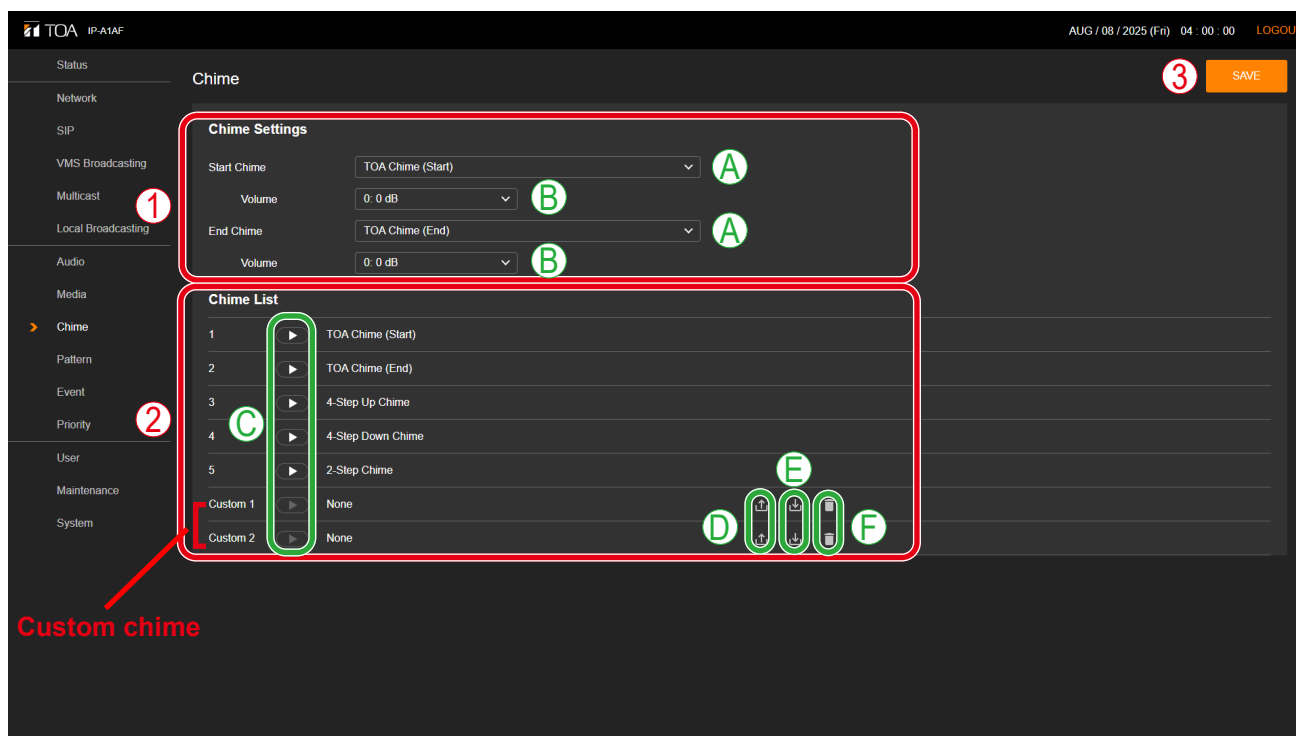 TOA IP-A1AF
AUG / 08 / 2025 (Fri) 04 : 00 : 00 LOGOU
Status
Network
SIP
VMS Broadcasting
Multicast
Local Broadcasting
Audio
Media
Chime
Pattern
Event
Priority
User
Maintenance
System
Chime
3
SAVE
1
Chime Settings
Start Chime TOA Chime (Start) A
Volume 0: 0 dB B
End Chime TOA Chime (End) A
Volume 0: 0 dB B
2
Chime List
1 TOA Chime (Start)
2 TOA Chime (End)
3 4-Step Up Chime
C
4 4-Step Down Chime
5 2-Step Chime
E
Custom 1 None
D F
Custom 2 None
Custom chime